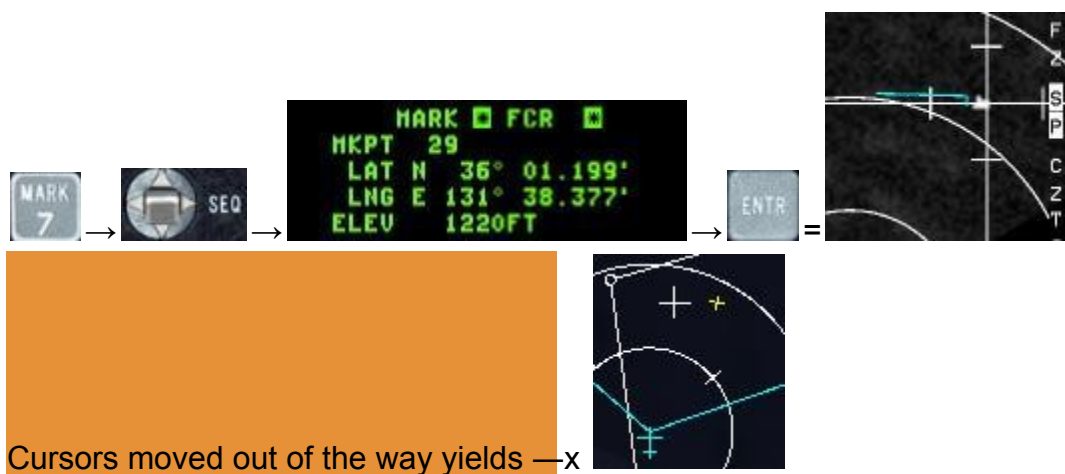 MARK
7
→
SEQ
→
MARK * FCR *
MKPT 29
LAT N 36° 01.199'
LNG E 131° 38.377'
ELEV 1220FT
→
ENTR
=
F
Z
S
P
C
Z
T
Cursors moved out of the way yields —x